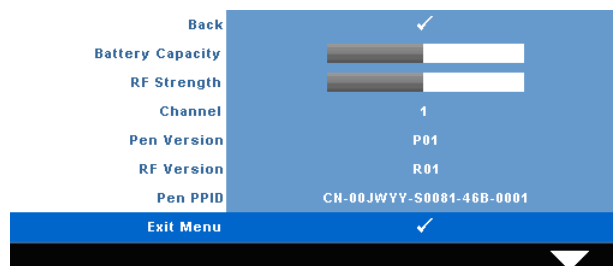 Back
Battery Capacity
RF Strength
Channel 1
Pen Version P01
RF Version R01
Pen PPID CN-00JWYY-S0081-46B-0001
Exit Menu